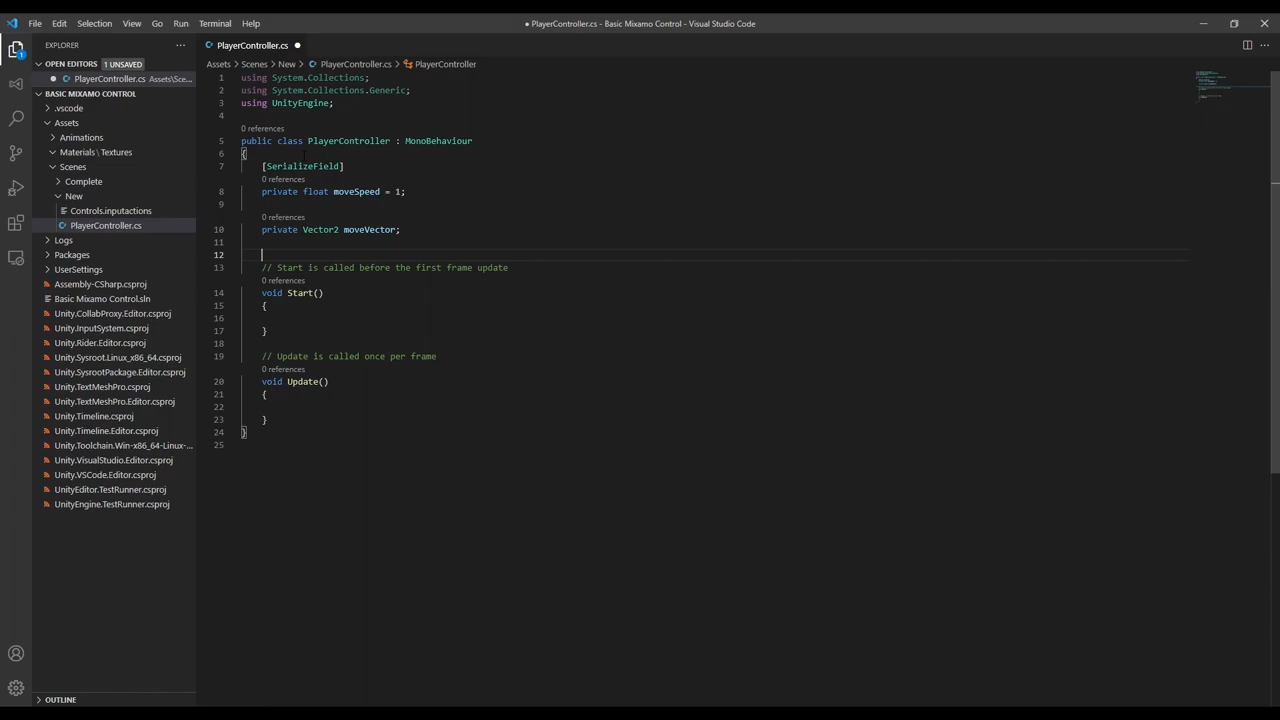 File Edit Selection View Go Run Terminal Help
● PlayerController.cs - Basic Mixamo Control - Visual Studio Code
EXPLORER
OPEN EDITORS 1 UNSAVED
PlayerController.cs Assets\Sce...
BASIC MIXAMO CONTROL
.vscode
Assets
Animations
Materials\Textures
Scenes
Complete
New
Controls.inputactions
PlayerController.cs
Logs
Packages
UserSettings
Assembly-CSharp.csproj
Basic Mixamo Control.sln
Unity.CollabProxy.Editor.csproj
Unity.InputSystem.csproj
Unity.Rider.Editor.csproj
Unity.Sysroot.Linux_x86_64.csproj
Unity.SysrootPackage.Editor.csproj
Unity.TextMeshPro.csproj
Unity.TextMeshPro.Editor.csproj
Unity.Timeline.csproj
Unity.Timeline.Editor.csproj
Unity.Toolchain.Win-x86_64-Linux-...
Unity.VisualStudio.Editor.csproj
Unity.VSCode.Editor.csproj
UnityEditor.TestRunner.csproj
UnityEngine.TestRunner.csproj
OUTLINE
1
PlayerController.cs ●
Assets > Scenes > New > PlayerController.cs > PlayerController
1 using System.Collections;
2 using System.Collections.Generic;
3 using UnityEngine;
4
0 references
5 public class PlayerController : MonoBehaviour
6 {
7 [SerializeField]
0 references
8 private float moveSpeed = 1;
9
0 references
10 private Vector2 moveVector;
11
12
13 // Start is called before the first frame update
0 references
14 void Start()
15 {
16
17 }
18
19 // Update is called once per frame
0 references
20 void Update()
21 {
22
23 }
24 }
25